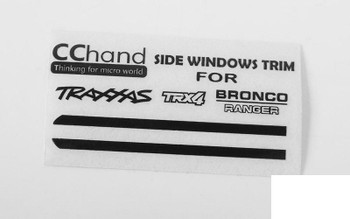 CChand
Thinking for micro world
SIDE WINDOWS TRIM
FOR
TRAXXAS TRX4 BRONCO
RANGER